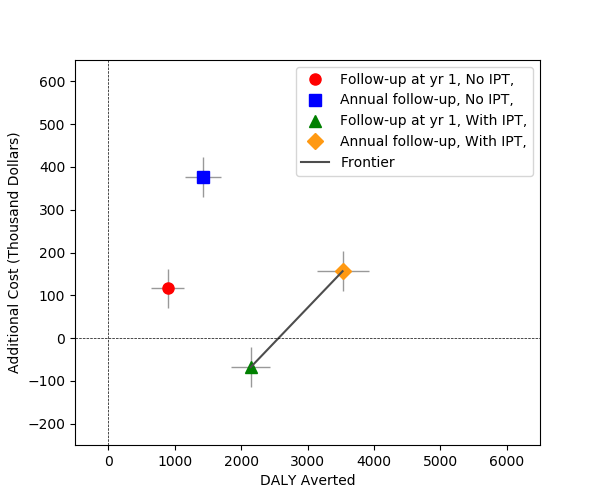 Follow-up at yr 1, No IPT,
Annual follow-up, No IPT,
Follow-up at yr 1, With IPT,
Annual follow-up, With IPT,
Frontier
600
500
400
300
200
100
0
−100
−200
Additional Cost (Thousand Dollars)
0 1000 2000 3000 4000 5000 6000
DALY Averted